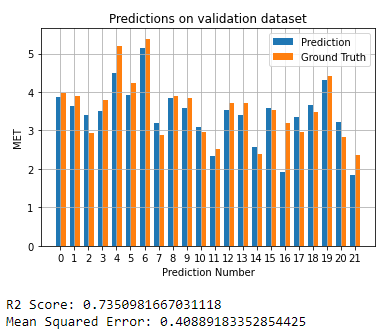 Predictions on validation dataset
Prediction
Ground Truth
5
4
3
2
1
0
MET
0 1 2 3 4 5 6 7 8 9 10 11 12 13 14 15 16 17 18 19 20 21
Prediction Number
R2 Score: 0.7350981667031118
Mean Squared Error: 0.40889183352854425